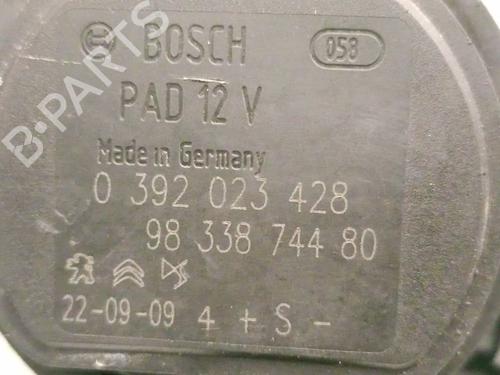 BOSCH 058
PAD 12 V
Made in Germany
0 392 023 428
98 338 744 80
22-09-09 4 + S -
B-PARTS